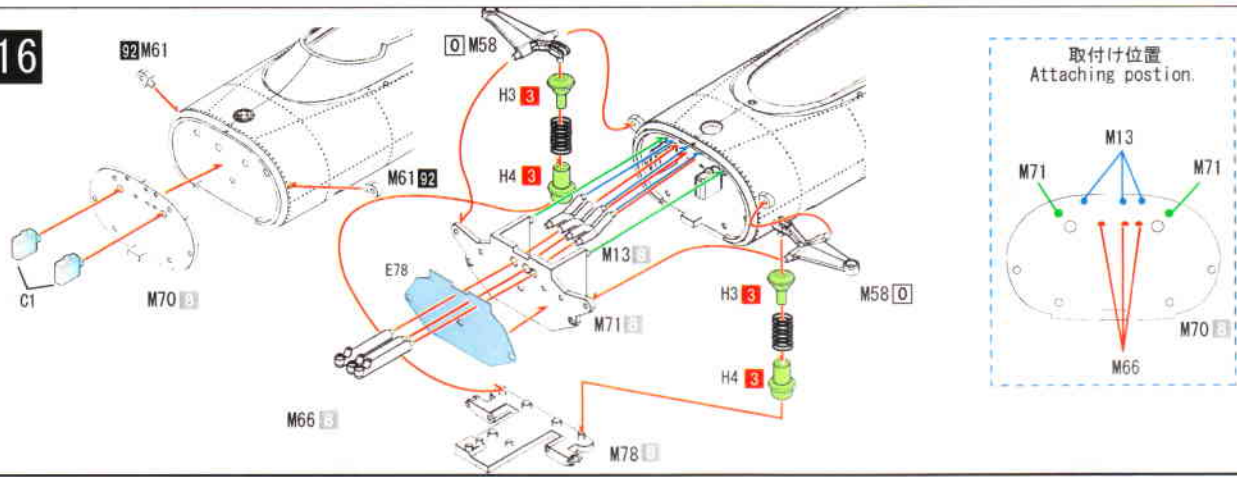 16
92 M61
0 M58
H3 3
H4 3
M61 92
C1
M70 8
M13 8
E78
M71 8
M66 8
M78 8
H3 3
M58 0
H4 3
取付け位置
Attaching postion.
M13
M71
M71
M70 8
M66